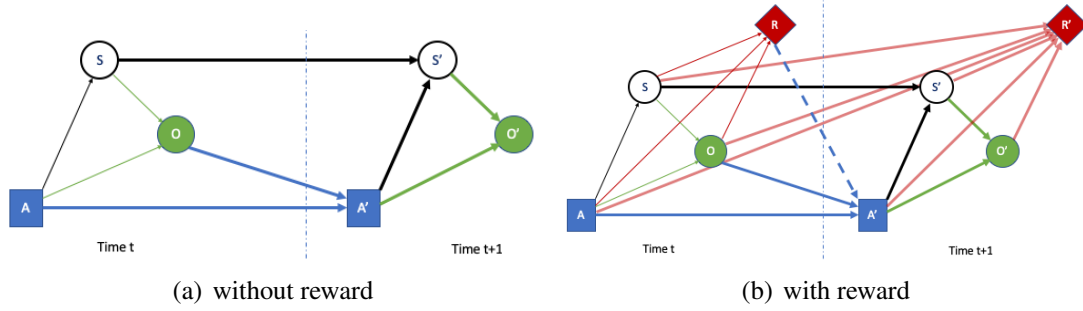 S
S'
O
O'
A
A'
Time t
Time t+1
(a) without reward
R
R'
S
S'
O
O'
A
A'
Time t
Time t+1
(b) with reward